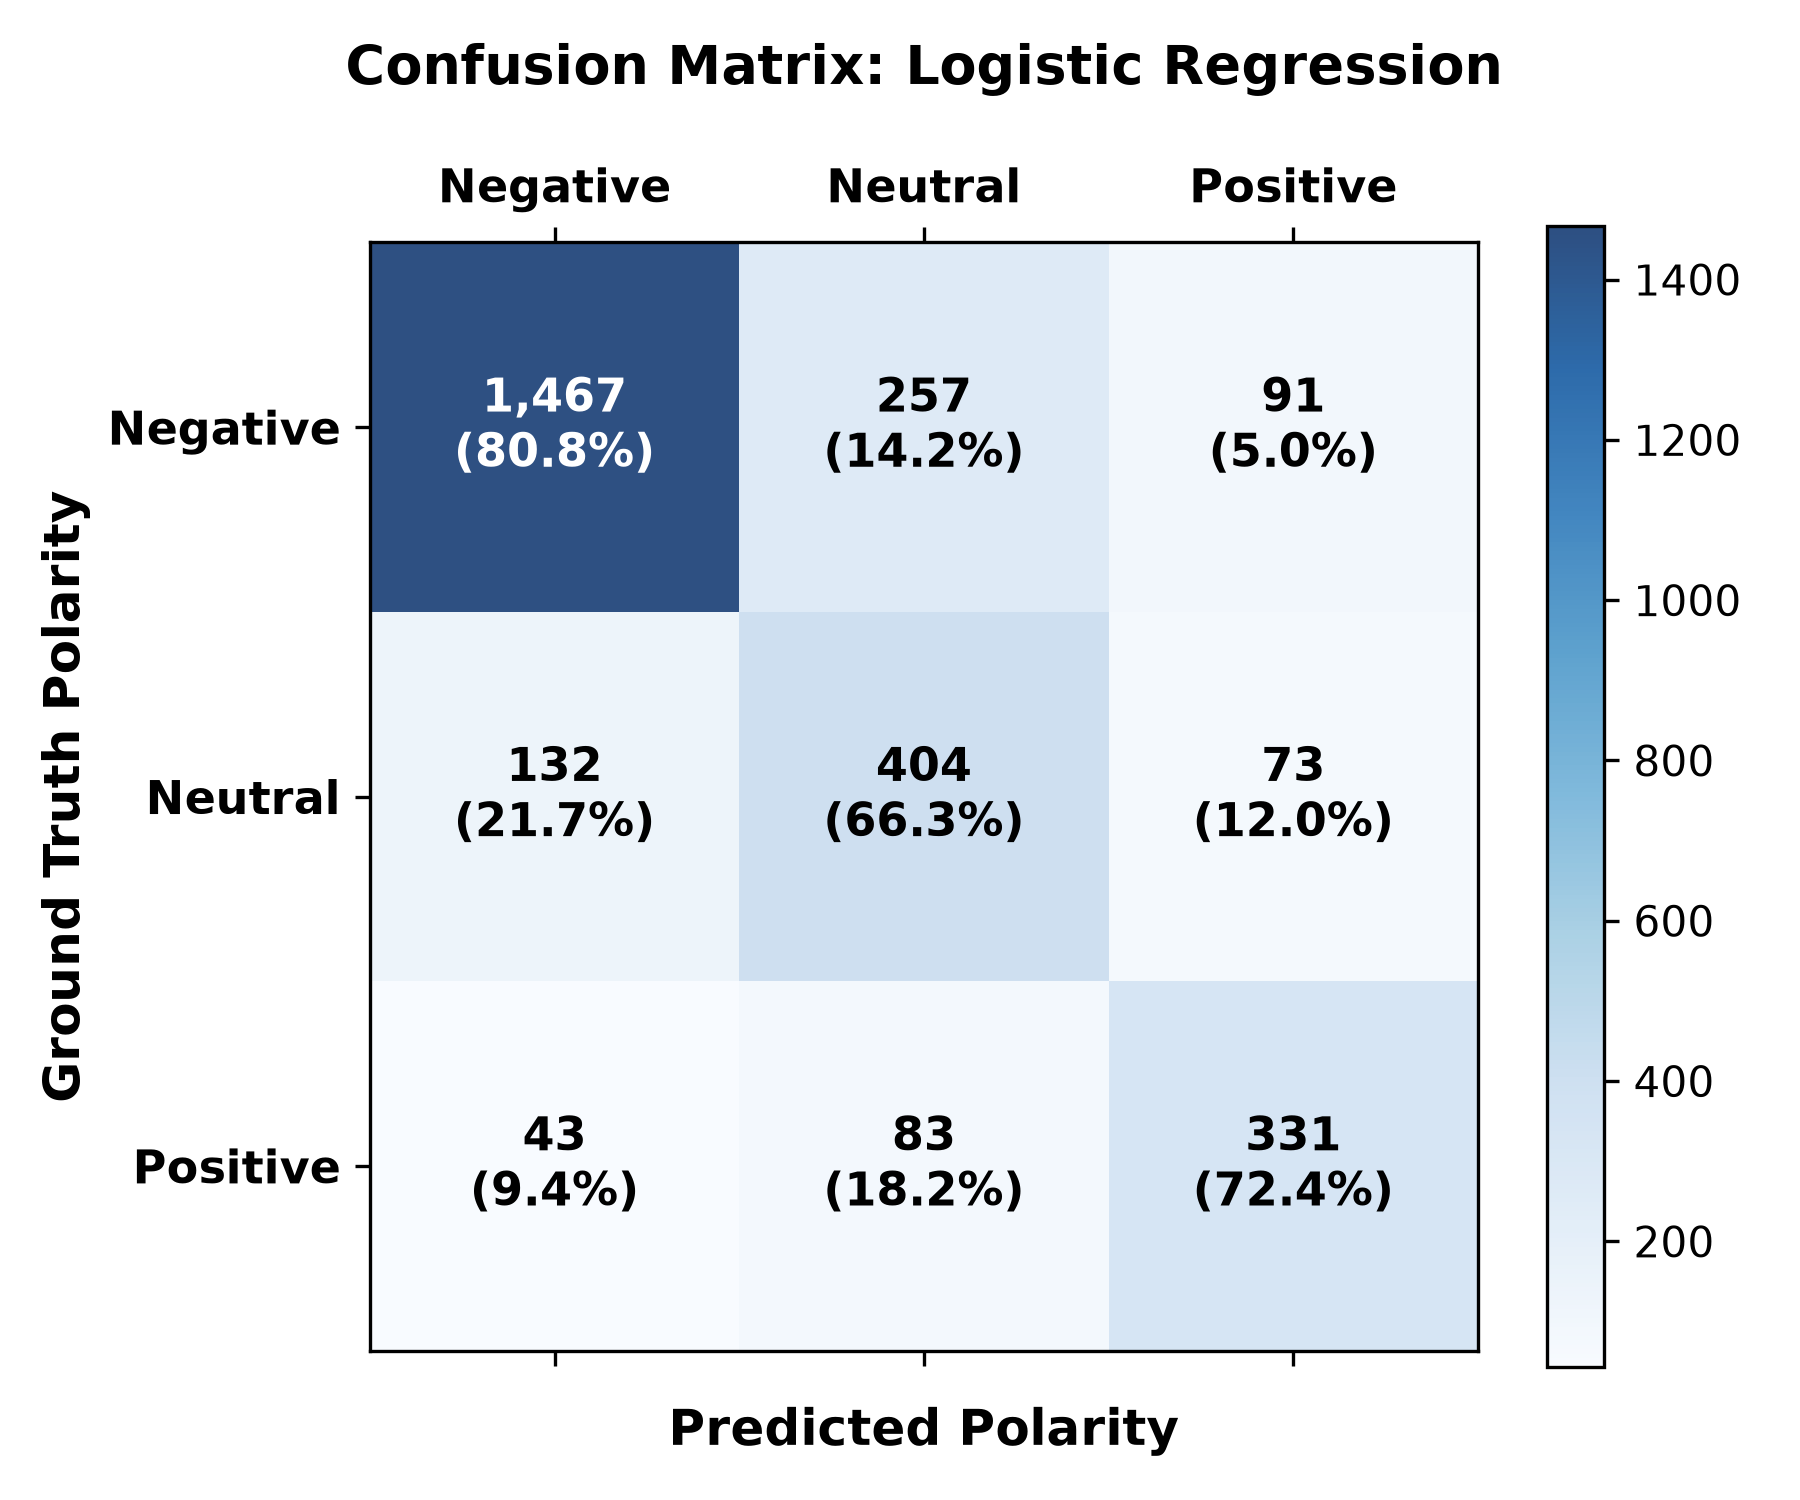 Confusion Matrix: Logistic Regression
Negative Neutral Positive
Ground Truth Polarity
Negative
1,467 257 91
(80.8%) (14.2%) (5.0%)
Neutral
132 404 73
(21.7%) (66.3%) (12.0%)
Positive
43 83 331
(9.4%) (18.2%) (72.4%)
Predicted Polarity
1400
1200
1000
800
600
400
200